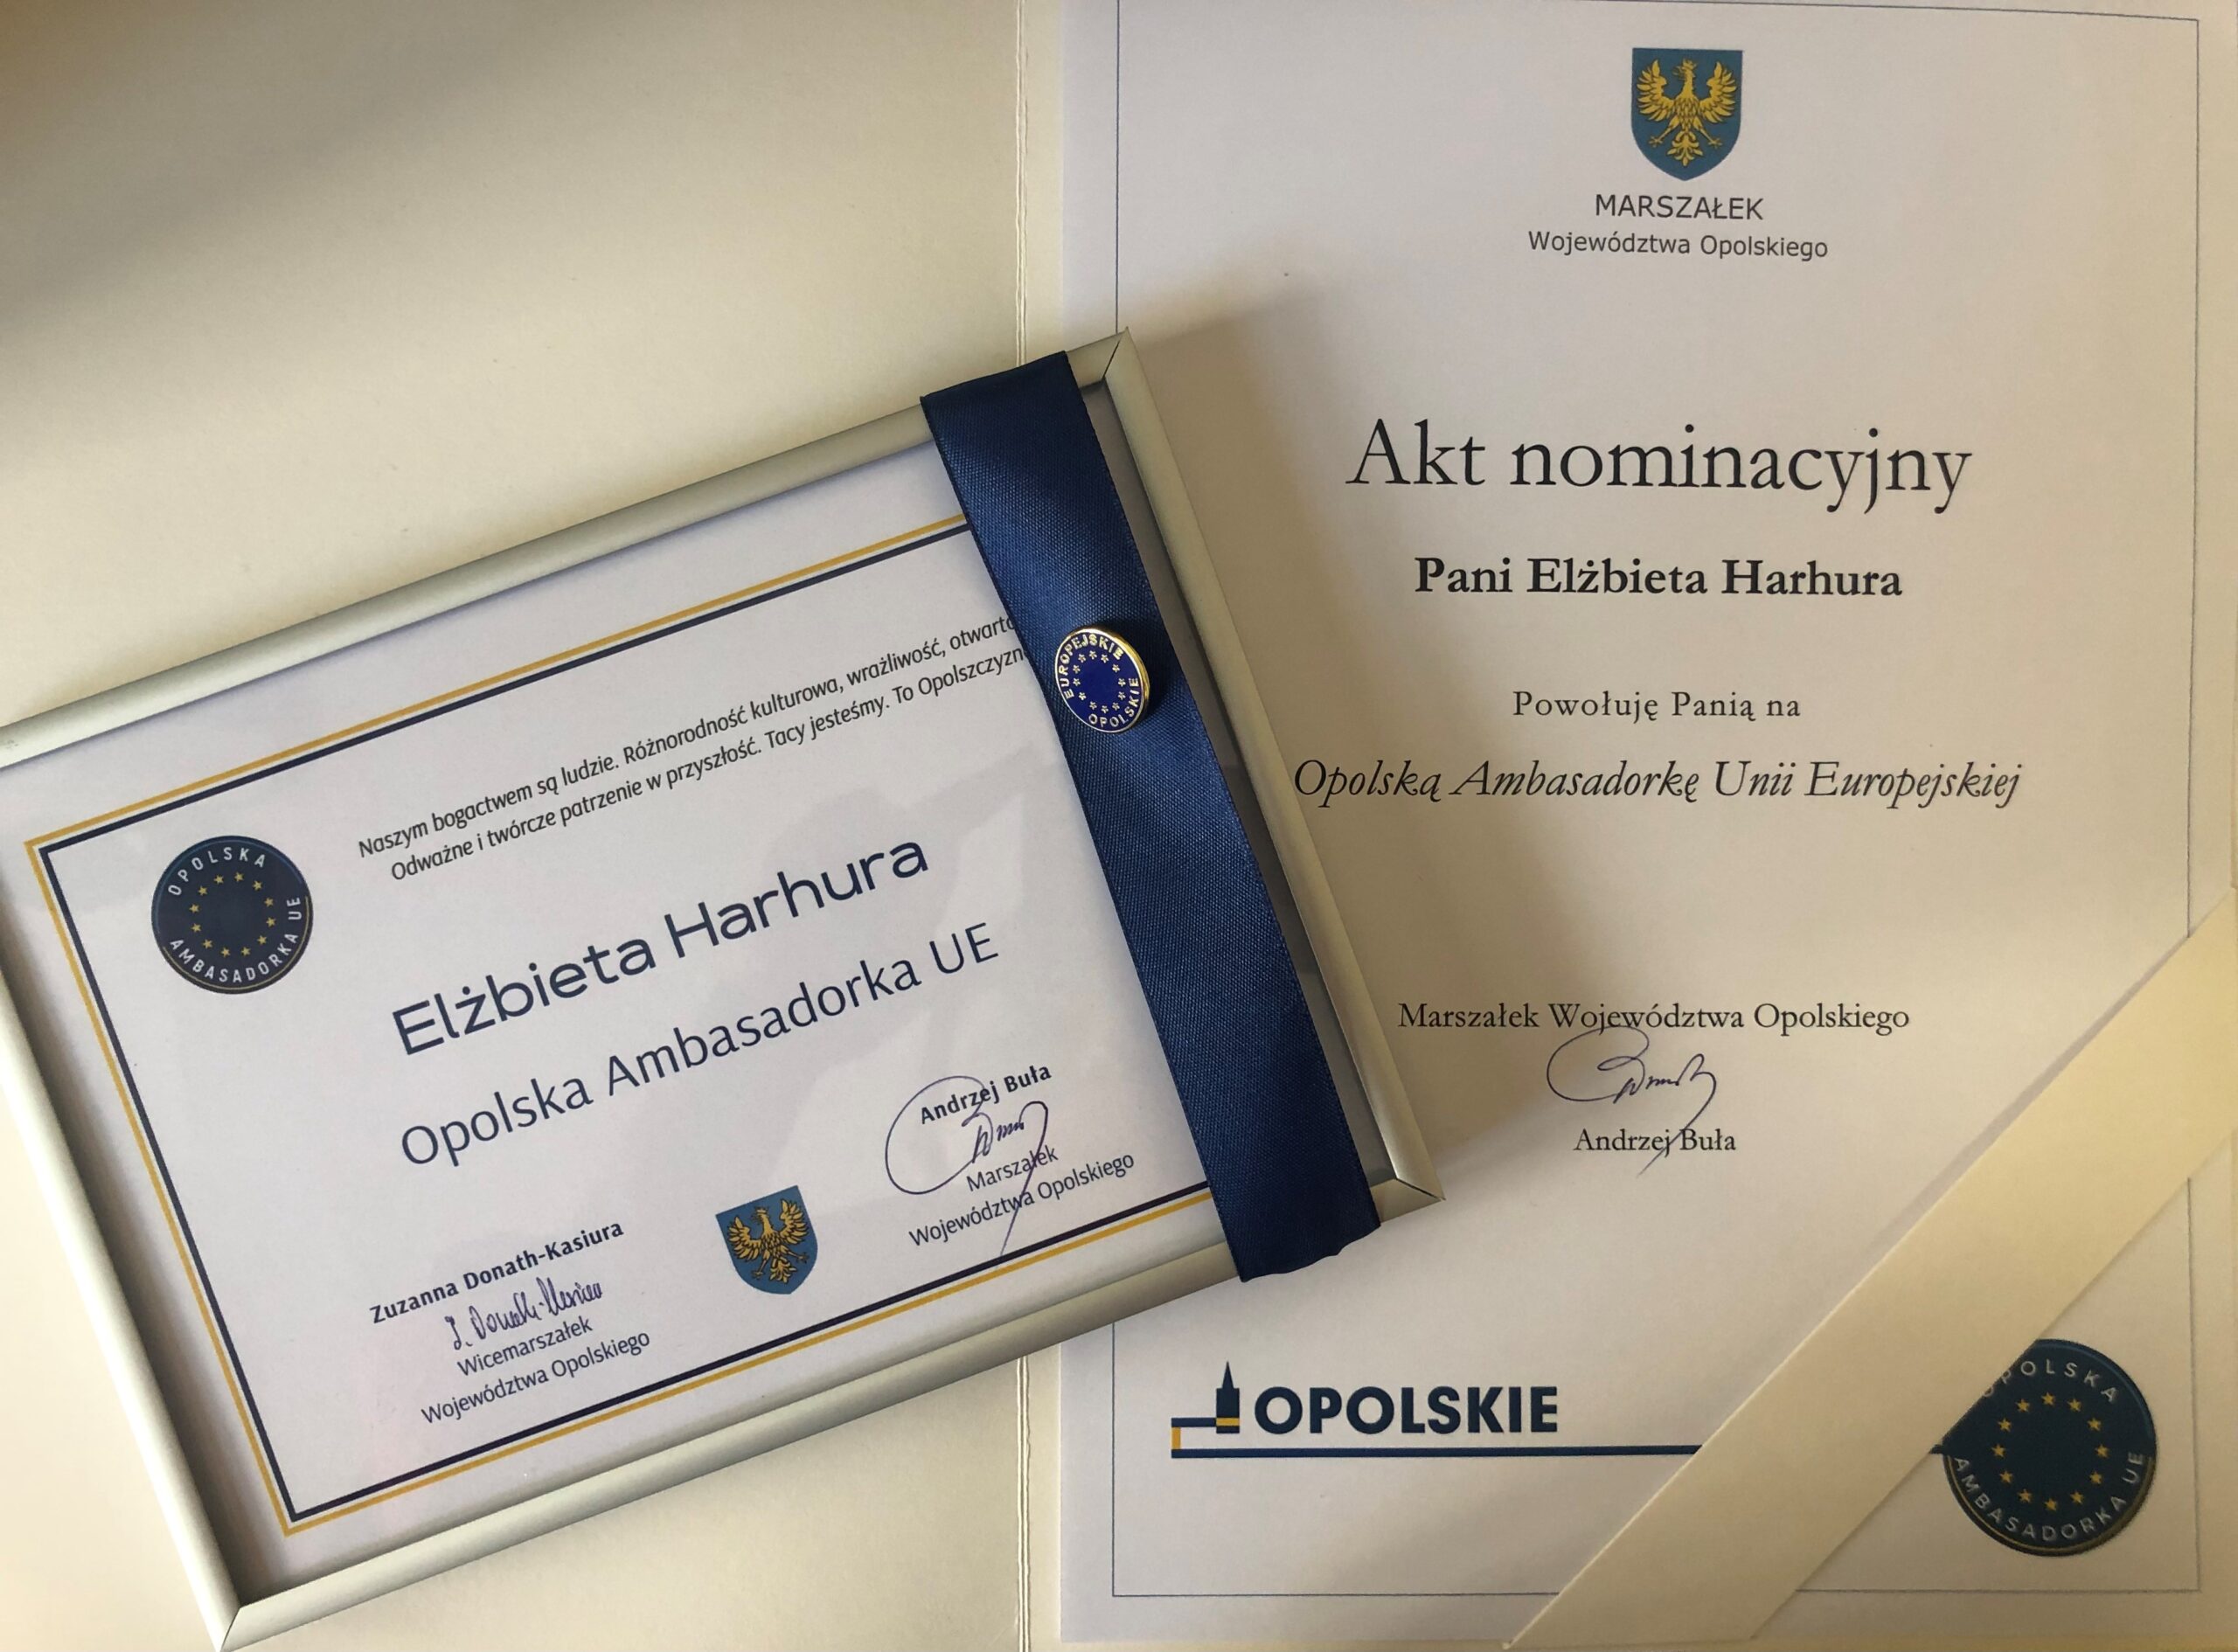 Naszym bogactwem są ludzie. Różnorodność kulturowa, wrażliwość,
Odważne i twórcze patrzenie w przyszłość. Tacy jesteśmy. To
OPOLSKA AMBASADORKA UE
Elżbieta Harhura
Opolska Ambasadorka UE
Zuzanna Donath-Kasiura
Wicemarszałek
Województwa Opolskiego
Andrzej Buła
Marszałek
Województwa Opolskiego
EUROPEJSKIE OPOLSKIE
MARSZAŁEK
Województwa Opolskiego
Akt nominacyjny
Pani Elżbieta Harhura
Powołuję Panią na
Opolską Ambasadorkę Unii Europejskiej
Marszałek Województwa Opolskiego
Andrzej Buła
OPOLSKIE
OPOLSKA AMBASADORKA UE